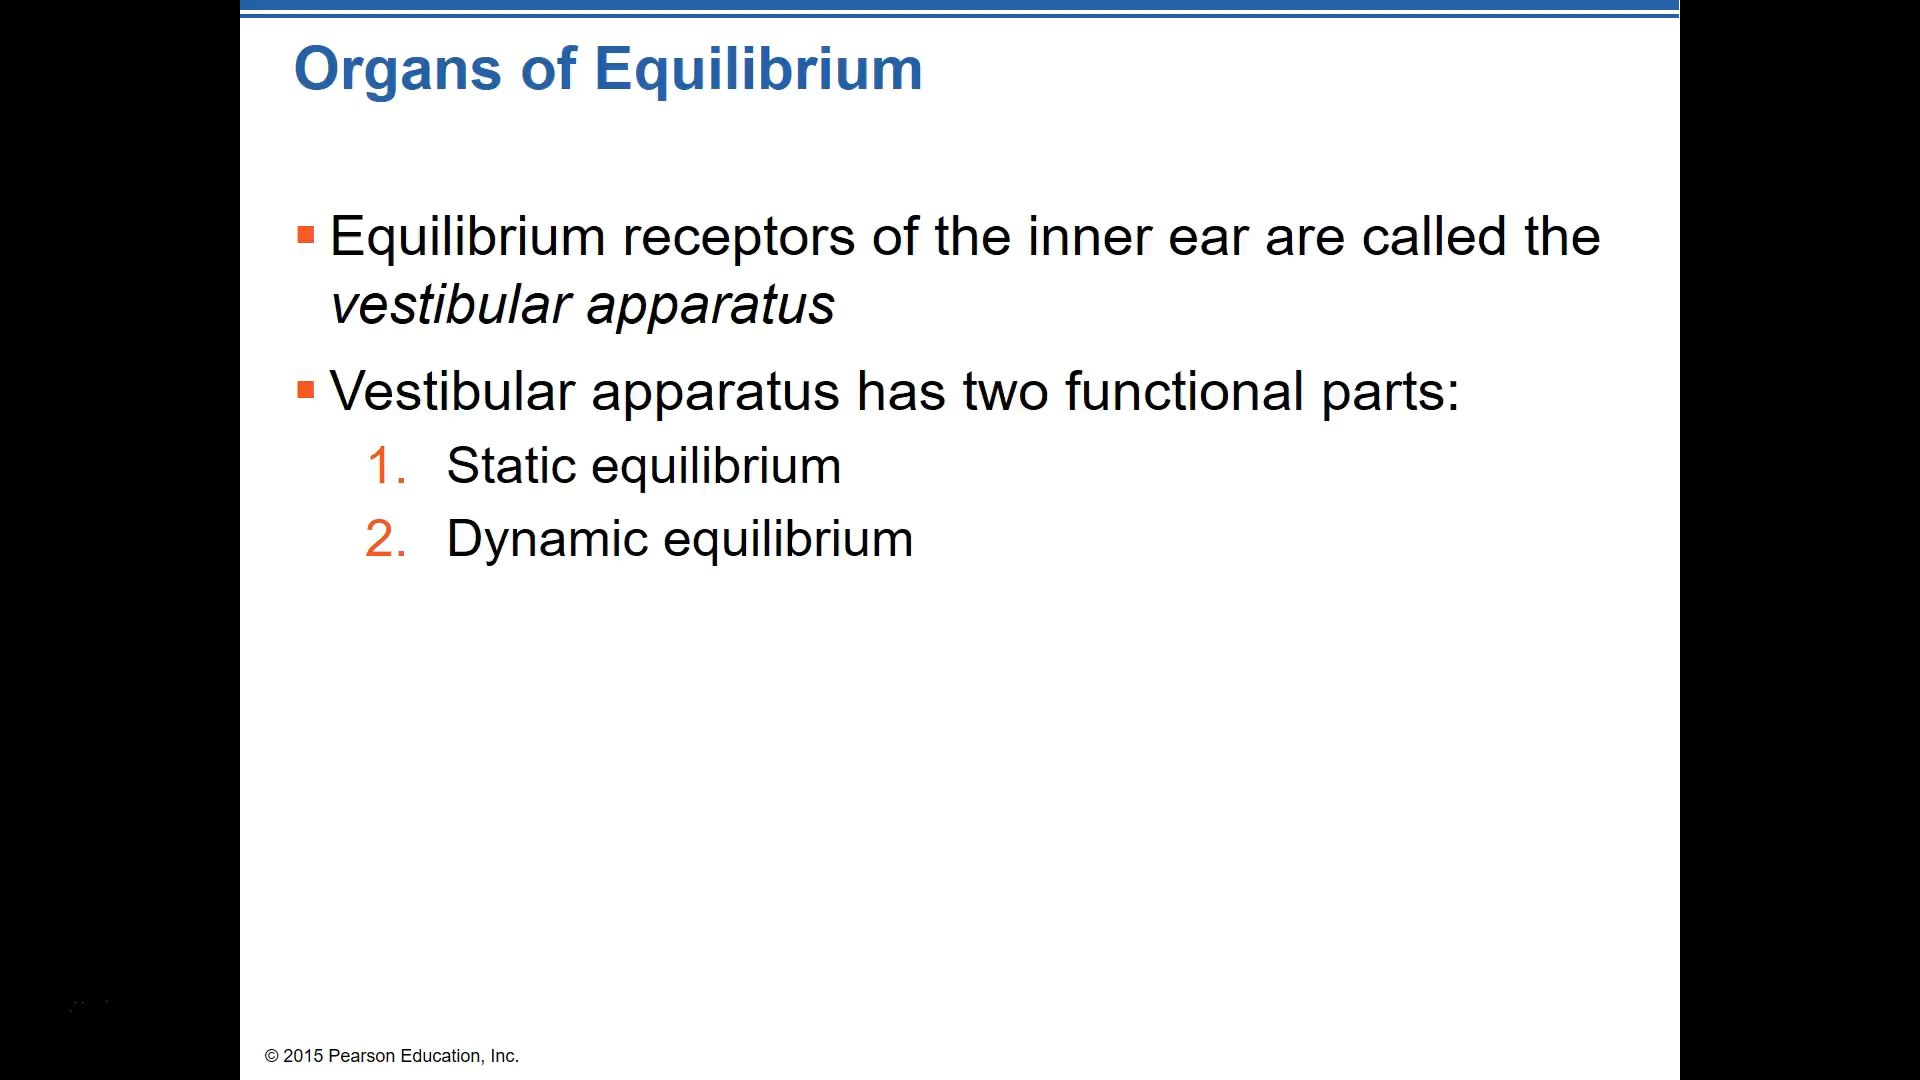 Organs of Equilibrium
▪ Equilibrium receptors of the inner ear are called the
vestibular apparatus
▪ Vestibular apparatus has two functional parts:
1. Static equilibrium
2. Dynamic equilibrium
© 2015 Pearson Education, Inc.